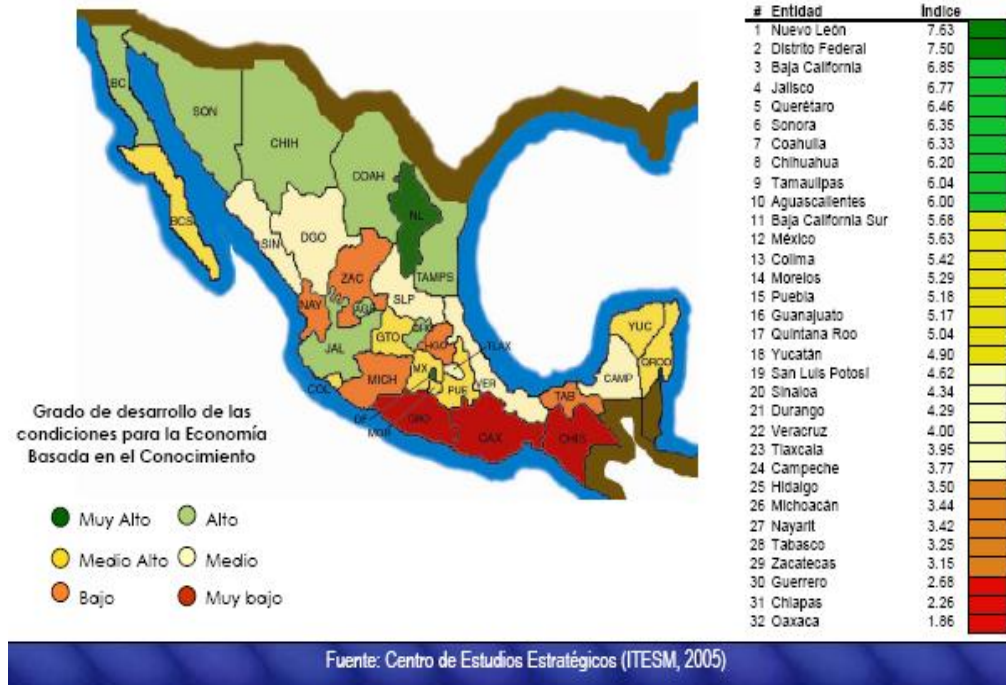 BC
SON
CHIH
COAH
NL
BCS
SIN
DGO
TAMPS
ZAC
SLP
NAY
AGS
JAL
GTO
QRO
HGO
TLAX
YUC
QROO
CAMP
COL
MICH
MX
PUE
VER
TAB
DF
MOR
GRO
OAX
CHIS
Grado de desarrollo de las
condiciones para la Economía
Basada en el Conocimiento
Muy Alto Alto
Medio Alto Medio
Bajo Muy bajo
# Entidad Indice
1 Nuevo León 7.63
2 Distrito Federal 7.50
3 Baja California 6.85
4 Jalisco 6.77
5 Querétaro 6.46
6 Sonora 6.35
7 Coahuila 6.33
8 Chihuahua 6.20
9 Tamaulipas 6.04
10 Aguascalientes 6.00
11 Baja California Sur 5.68
12 México 5.63
13 Colima 5.42
14 Morelos 5.29
15 Puebla 5.18
16 Guanajuato 5.17
17 Quintana Roo 5.04
18 Yucatán 4.90
19 San Luis Potosí 4.62
20 Sinaloa 4.34
21 Durango 4.29
22 Veracruz 4.00
23 Tlaxcala 3.95
24 Campeche 3.77
25 Hidalgo 3.50
26 Michoacán 3.44
27 Nayarit 3.42
28 Tabasco 3.25
29 Zacatecas 3.15
30 Guerrero 2.68
31 Chiapas 2.26
32 Oaxaca 1.86
Fuente: Centro de Estudios Estratégicos (ITESM, 2005)